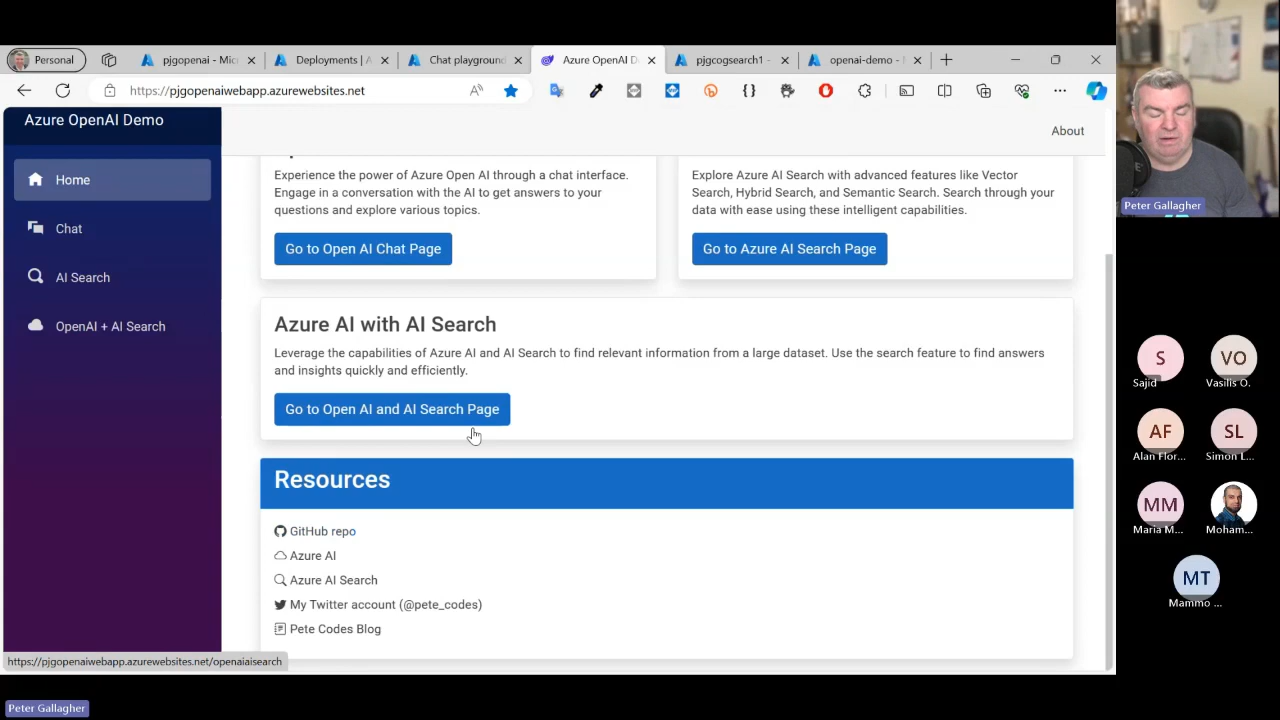 Personal
pjgopenai - Mic
Deployments | A
Chat playground
Azure OpenAI D
pjgcogsearch1 -
openai-demo -
https://pjgopenaiwebapp.azurewebsites.net
Azure OpenAI Demo
About
Home
Chat
AI Search
OpenAI + AI Search
Experience the power of Azure Open AI through a chat interface.
Engage in a conversation with the AI to get answers to your
questions and explore various topics.
Go to Open AI Chat Page
Explore Azure AI Search with advanced features like Vector
Search, Hybrid Search, and Semantic Search. Search through your
data with ease using these intelligent capabilities.
Go to Azure AI Search Page
Azure AI with AI Search
Leverage the capabilities of Azure AI and AI Search to find relevant information from a large dataset. Use the search feature to find answers
and insights quickly and efficiently.
Go to Open AI and AI Search Page
Resources
GitHub repo
Azure AI
Azure AI Search
My Twitter account (@pete_codes)
Pete Codes Blog
https://pjgopenaiwebapp.azurewebsites.net/openaiaisearch
Peter Gallagher
S
Sajid
VO
Vasilis O.
AF
Alan Flor...
SL
Simon L...
MM
Maria M...
Moham...
MT
Mammo ...
Peter Gallagher